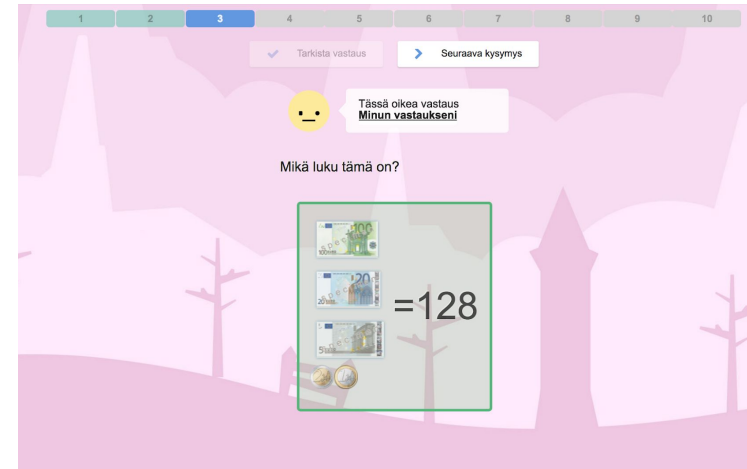 1 2 3 4 5 6 7 8 9 10
Tarkista vastaus
Seuraava kysymys
Tässä oikea vastaus
Minun vastaukseni
Mikä luku tämä on?
100
20
=128
5